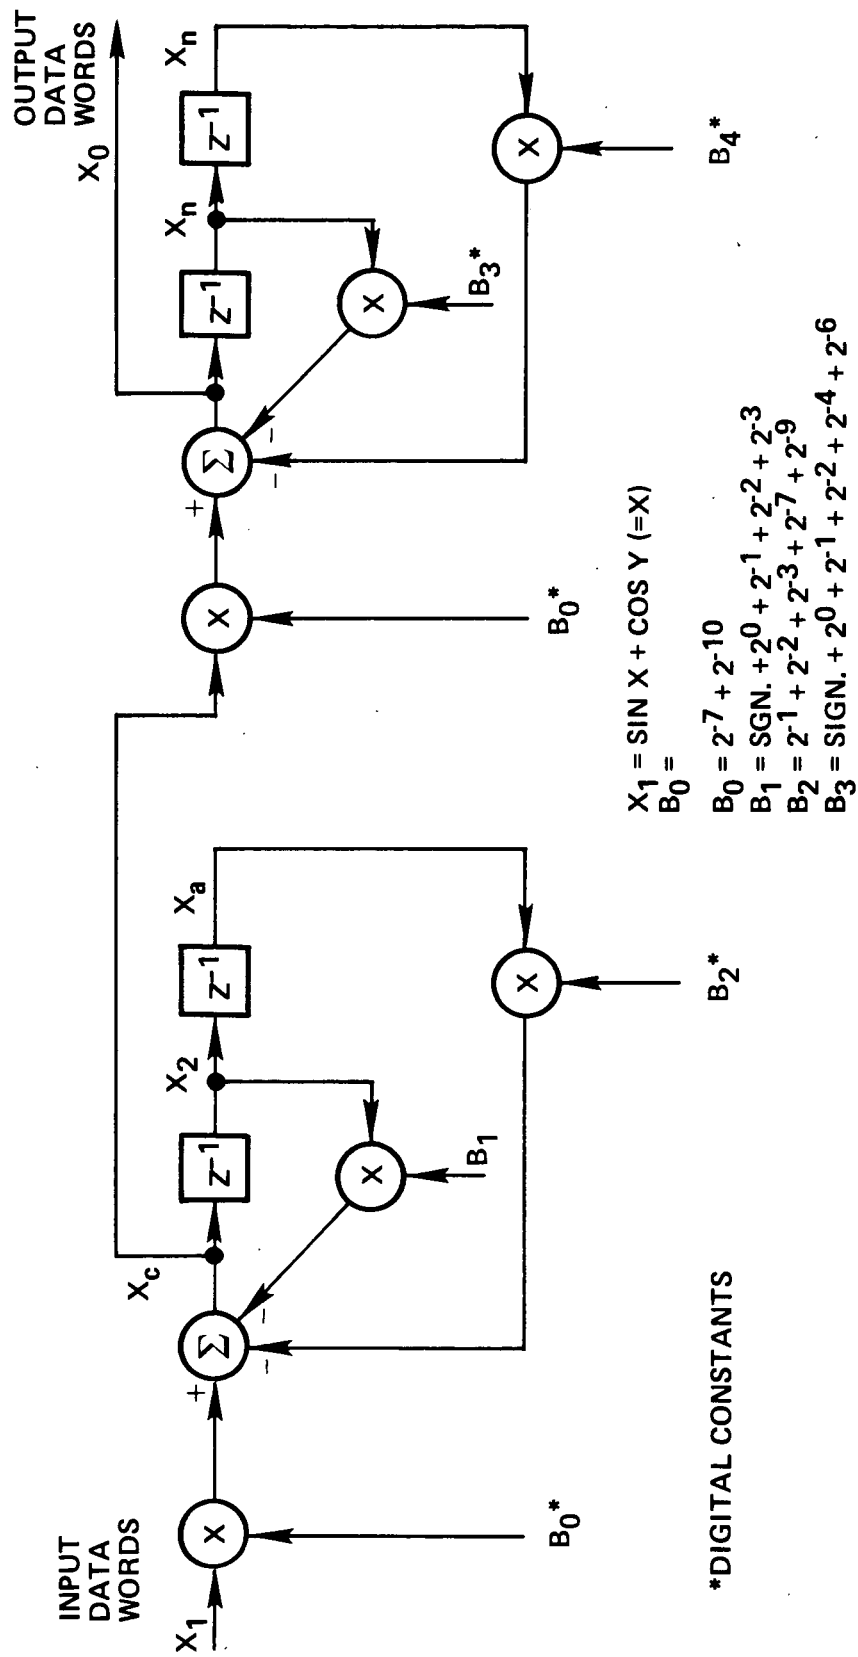 INPUT
DATA
WORDS
X1
X
B0*
+
Σ
−
−
Xc
z-1
X2
z-1
Xa
X
B1
X
B2*
X
B0*
+
Σ
−
−
z-1
Xn
z-1
Xn
X
B3*
X
B4*
X0
OUTPUT
DATA
WORDS
*DIGITAL CONSTANTS
X1 = SIN X + COS Y (=X)
B0 =
B0 = 2-7 + 2-10
B1 = SGN. + 20 + 2-1 + 2-2 + 2-3
B2 = 2-1 + 2-2 + 2-3 + 2-7 + 2-9
B3 = SIGN. + 20 + 2-1 + 2-2 + 2-4 + 2-6